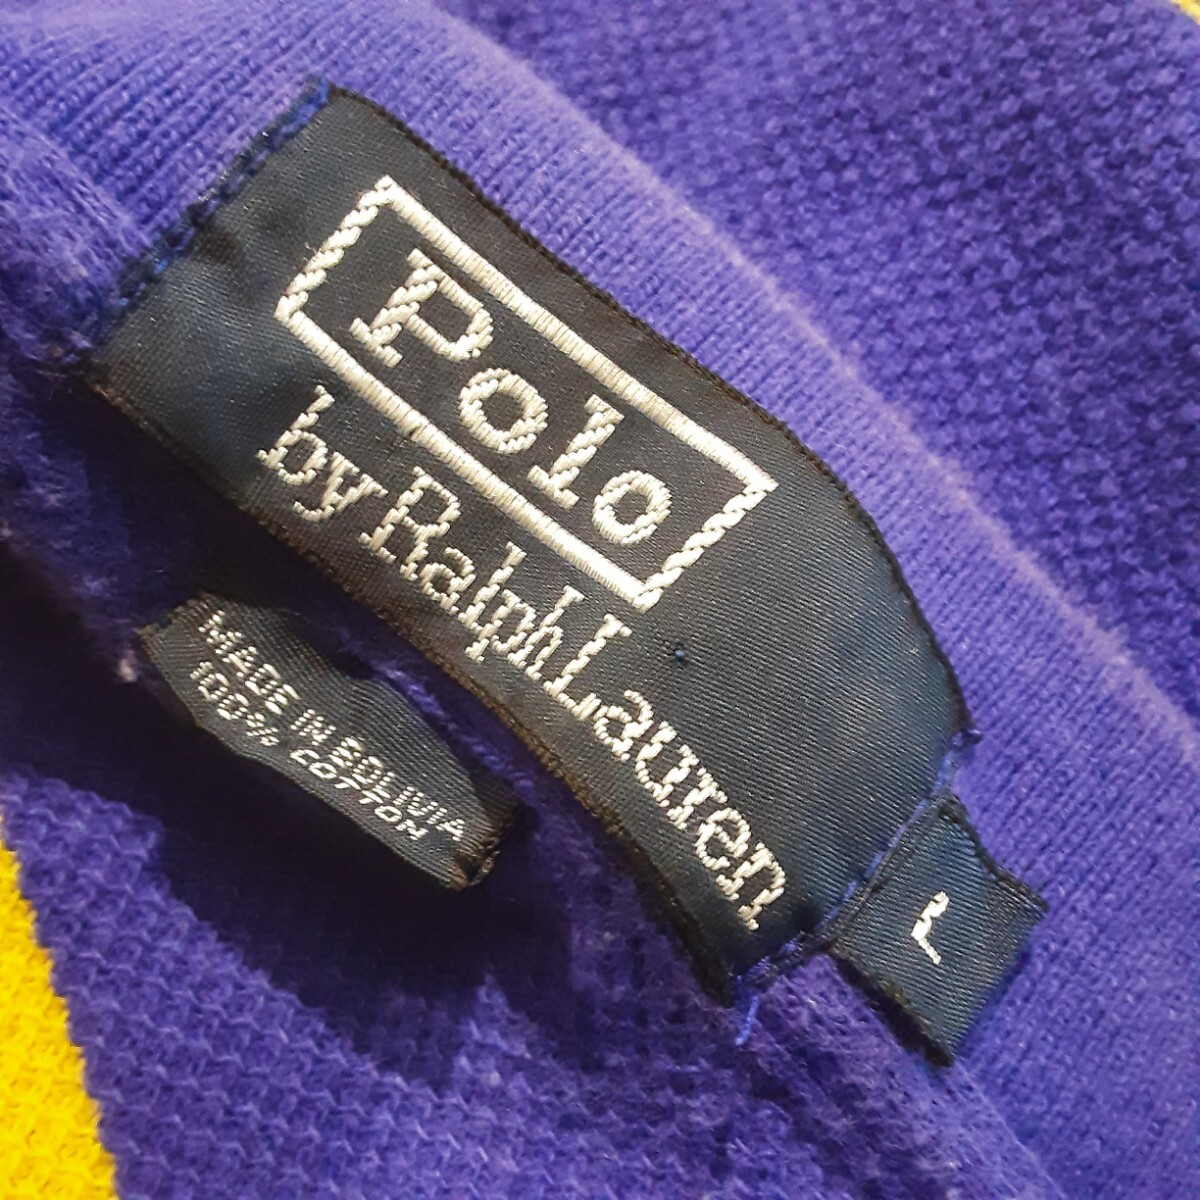 Polo
by Ralph Lauren
L
MADE IN BOLIVIA
100% COTTON